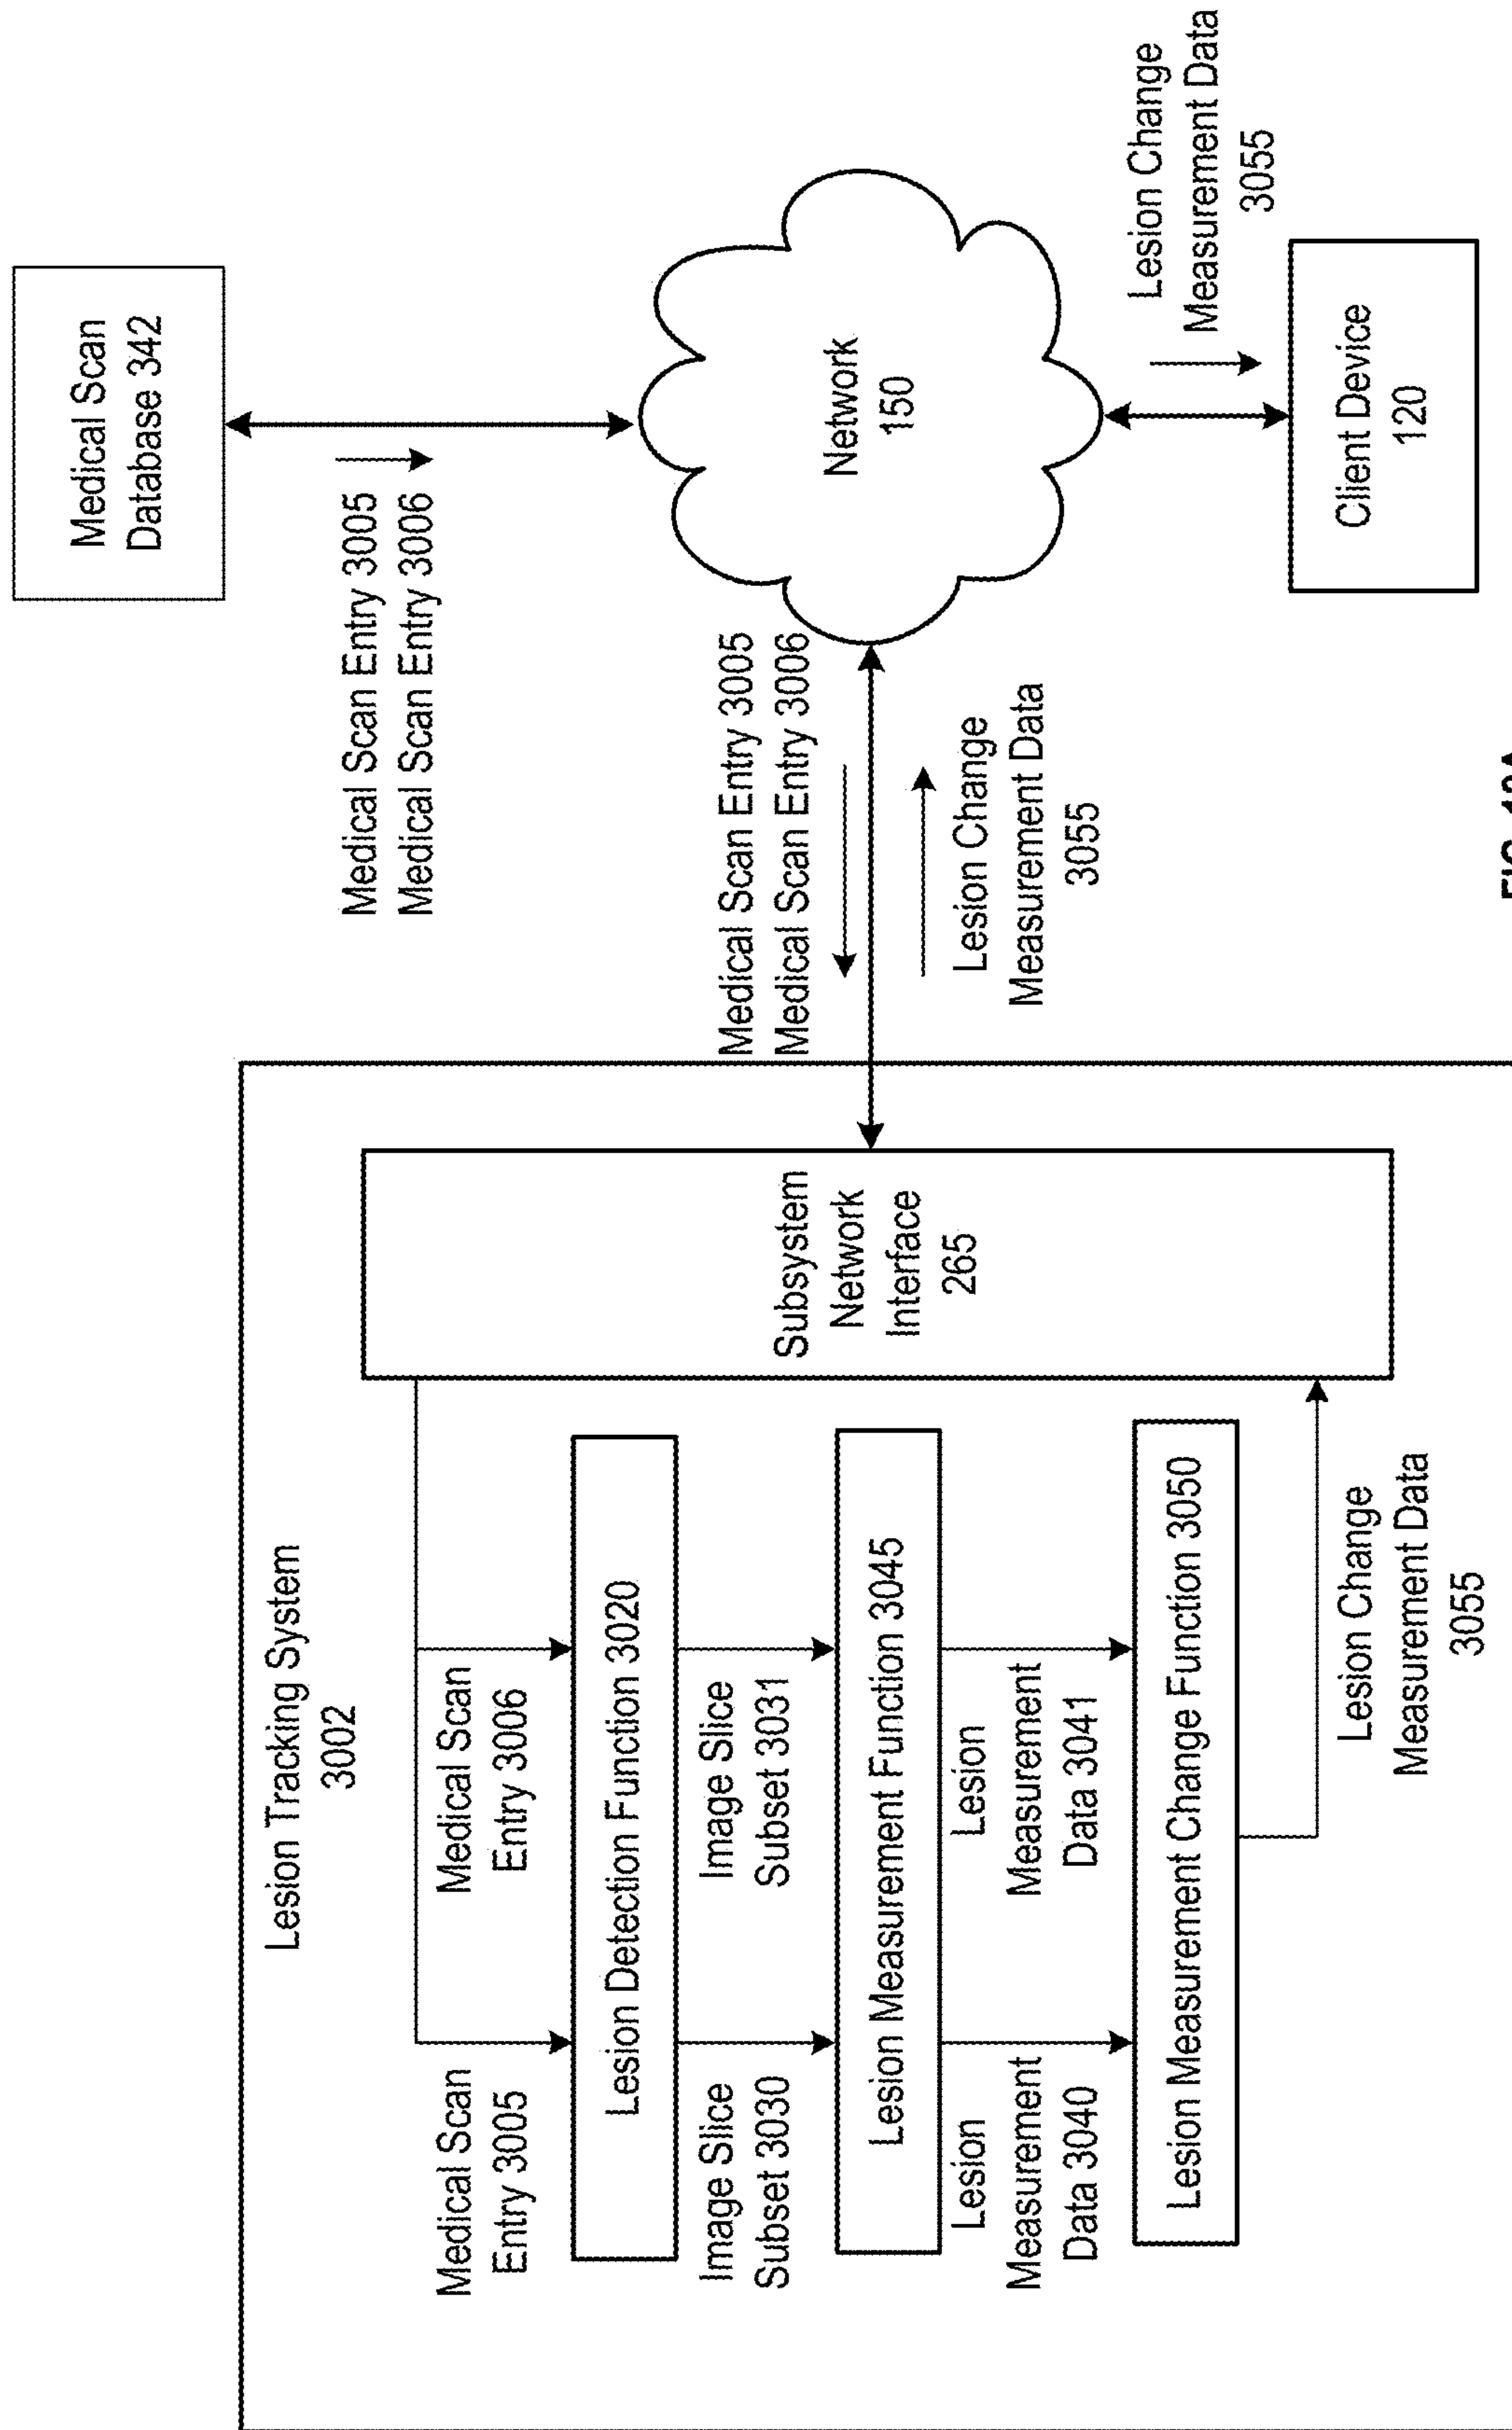 Medical Scan
Database 342
Lesion Tracking System
3002
Medical Scan Entry 3005
Medical Scan Entry 3006
Medical Scan
Entry 3005
Medical Scan
Entry 3006
Lesion Detection Function 3020
Image Slice
Subset 3030
Image Slice
Subset 3031
Lesion Measurement Function 3045
Lesion
Measurement
Data 3040
Lesion
Measurement
Data 3041
Lesion Measurement Change Function 3050
Lesion Change
Measurement Data
3055
Subsystem
Network
Interface
265
Medical Scan Entry 3005
Medical Scan Entry 3006
Lesion Change
Measurement Data
3055
Network
150
Lesion Change
Measurement Data
3055
Client Device
120
FIG.